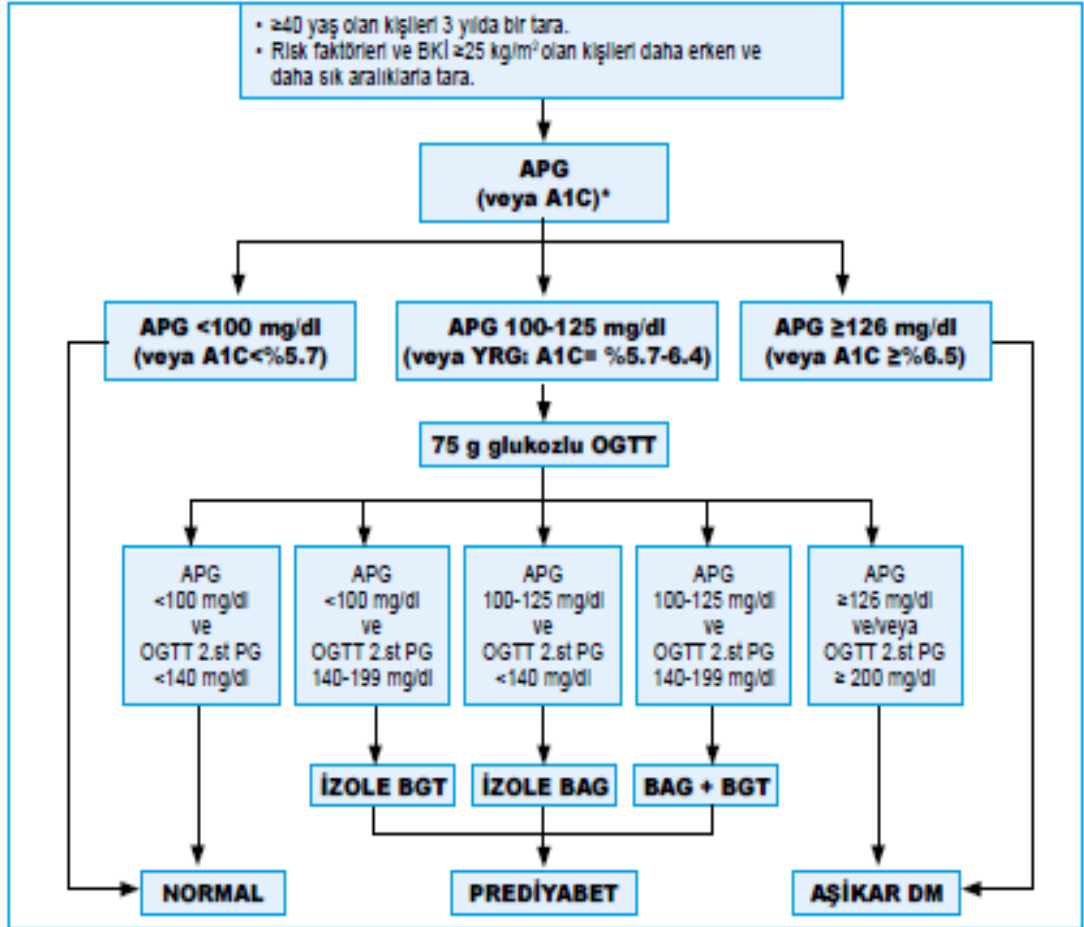 • ≥40 yaş olan kişileri 3 yılda bir tara.
• Risk faktörleri ve BKİ ≥25 kg/m² olan kişileri daha erken ve
daha sık aralıklarla tara.
APG
(veya A1C)*
APG <100 mg/dl
(veya A1C<%5.7)
APG 100-125 mg/dl
(veya YRG: A1C= %5.7-6.4)
APG ≥126 mg/dl
(veya A1C ≥%6.5)
75 g glukozlu OGTT
APG
<100 mg/dl
ve
OGTT 2.st PG
<140 mg/dl
APG
<100 mg/dl
ve
OGTT 2.st PG
140-199 mg/dl
APG
100-125 mg/dl
ve
OGTT 2.st PG
<140 mg/dl
APG
100-125 mg/dl
ve
OGTT 2.st PG
140-199 mg/dl
APG
≥126 mg/dl
ve/veya
OGTT 2.st PG
≥ 200 mg/dl
İZOLE BGT
İZOLE BAG
BAG + BGT
NORMAL
PREDİYABET
AŞİKAR DM